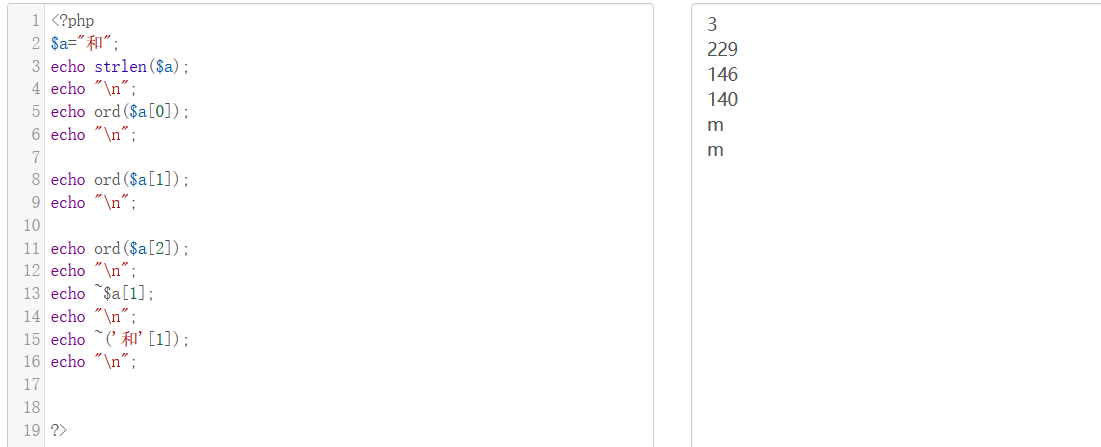 1 <?php
2 $a="和";
3 echo strlen($a);
4 echo "\n";
5 echo ord($a[0]);
6 echo "\n";
7
8 echo ord($a[1]);
9 echo "\n";
10
11 echo ord($a[2]);
12 echo "\n";
13 echo ~$a[1];
14 echo "\n";
15 echo ~('和'[1]);
16 echo "\n";
17
18
19 ?>
3
229
146
140
m
m